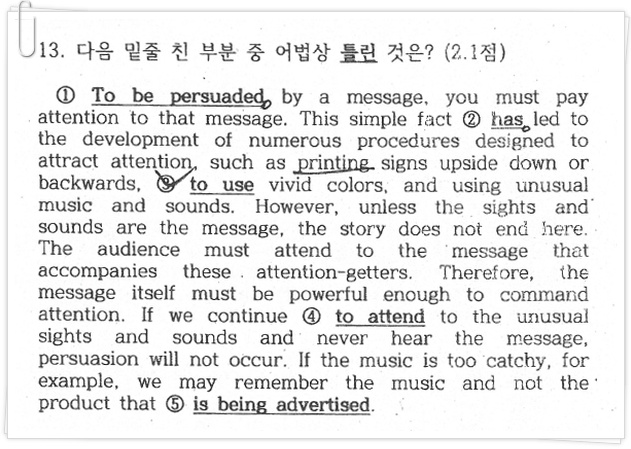 13. 다음 밑줄 친 부분 중 어법상 틀린 것은? (2.1점)
① To be persuaded, by a message, you must pay
attention to that message. This simple fact ② has led to
the development of numerous procedures designed to
attract attention, such as printing signs upside down or
backwards, ③ to use vivid colors, and using unusual
music and sounds. However, unless the sights and
sounds are the message, the story does not end here.
The audience must attend to the message that
accompanies these attention-getters. Therefore, the
message itself must be powerful enough to command
attention. If we continue ④ to attend to the unusual
sights and sounds and never hear the message,
persuasion will not occur. If the music is too catchy, for
example, we may remember the music and not the
product that ⑤ is being advertised.